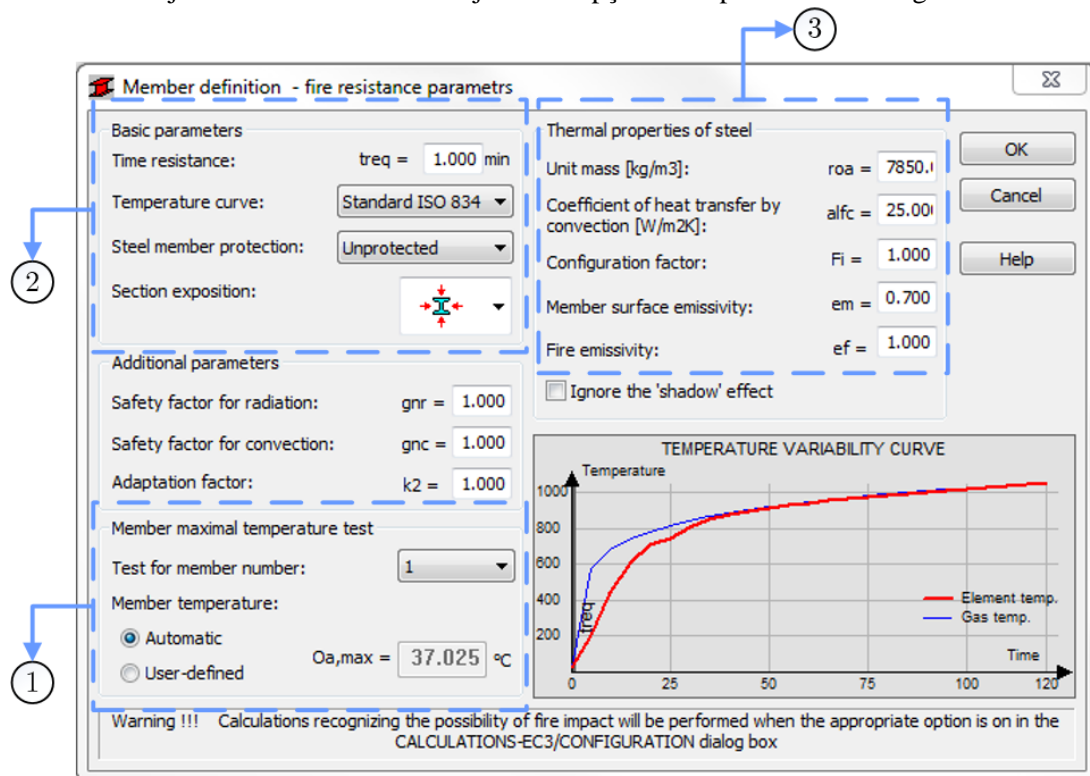 3
Member definition - fire resistance parametrs
Basic parameters
Time resistance: treq = 1.000 min
Temperature curve: Standard ISO 834
Steel member protection: Unprotected
Section exposition:
2
Additional parameters
Safety factor for radiation: gnr = 1.000
Safety factor for convection: gnc = 1.000
Adaptation factor: k2 = 1.000
Member maximal temperature test
Test for member number: 1
Member temperature:
Automatic
User-defined
Oa,max = 37.025 ºC
1
Thermal properties of steel
Unit mass [kg/m3]: roa = 7850.
Coefficient of heat transfer by
convection [W/m2K]: alfc = 25.00
Configuration factor: Fi = 1.000
Member surface emissivity: em = 0.700
Fire emissivity: ef = 1.000
Ignore the 'shadow' effect
OK
Cancel
Help
TEMPERATURE VARIABILITY CURVE
Temperature
1000
800
600
400
200
treq
Element temp.
Gas temp.
Time
0 25 50 75 100 120
Warning !!! Calculations recognizing the possibility of fire impact will be performed when the appropriate option is on in the
CALCULATIONS-EC3/CONFIGURATION dialog box